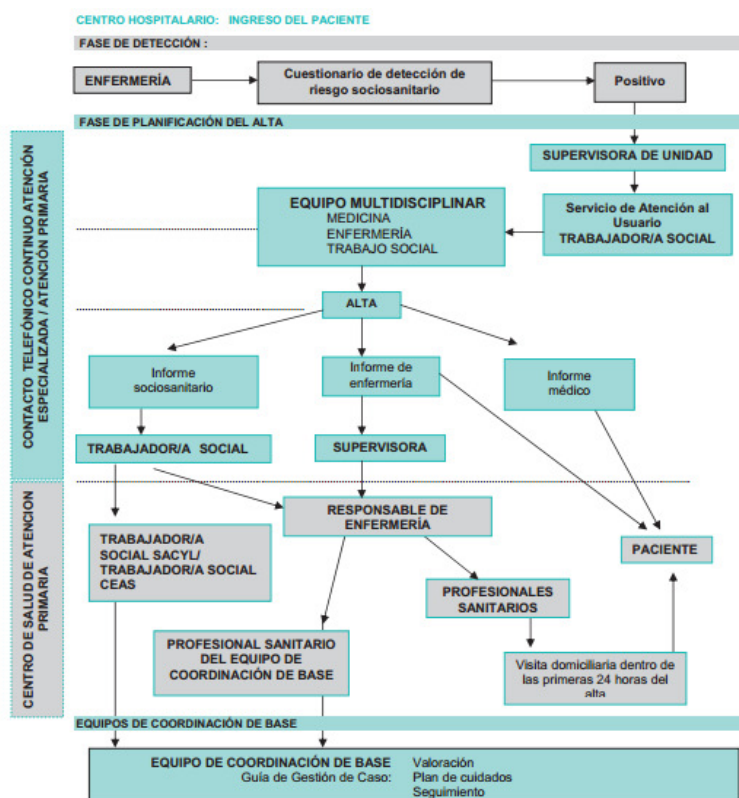 CENTRO HOSPITALARIO: INGRESO DEL PACIENTE
FASE DE DETECCIÓN :
ENFERMERÍA
Cuestionario de detección de
riesgo sociosanitario
Positivo
FASE DE PLANIFICACIÓN DEL ALTA
CONTACTO TELEFÓNICO CONTINUO ATENCIÓN
ESPECIALIZADA / ATENCIÓN PRIMARIA
SUPERVISORA DE UNIDAD
EQUIPO MULTIDISCIPLINAR
MEDICINA
ENFERMERÍA
TRABAJO SOCIAL
Servicio de Atención al
Usuario
TRABAJADOR/A SOCIAL
ALTA
Informe
sociosanitario
Informe de
enfermería
Informe
médico
TRABAJADOR/A SOCIAL
SUPERVISORA
CENTRO DE SALUD DE ATENCION
PRIMARIA
RESPONSABLE DE
ENFERMERÍA
TRABAJADOR/A
SOCIAL SACYL/
TRABAJADOR/A SOCIAL
CEAS
PACIENTE
PROFESIONALES
SANITARIOS
PROFESIONAL SANITARIO
DEL EQUIPO DE
COORDINACIÓN DE BASE
Visita domiciliaria dentro de
las primeras 24 horas del
alta
EQUIPOS DE COORDINACIÓN DE BASE
EQUIPO DE COORDINACIÓN DE BASE Valoración
Guía de Gestión de Caso: Plan de cuidados
Seguimiento